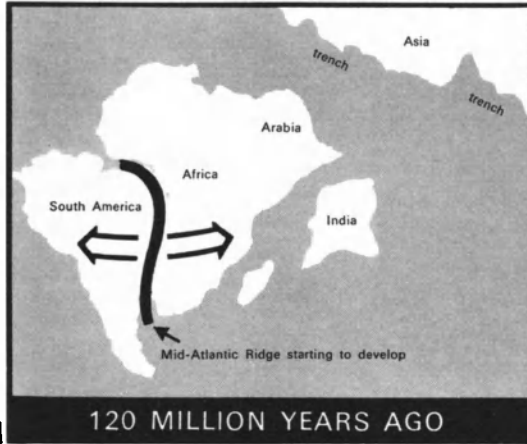 Asia
trench
trench
Arabia
Africa
South America
India
Mid-Atlantic Ridge starting to develop
120 MILLION YEARS AGO